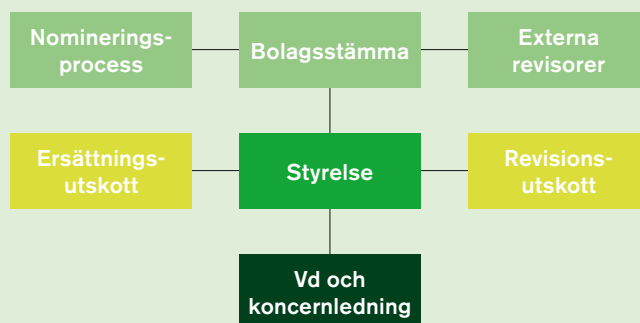 Nominerings-
process
Bolagsstämma
Externa
revisorer
Ersättnings-
utskott
Styrelse
Revisions-
utskott
Vd och
koncernledning